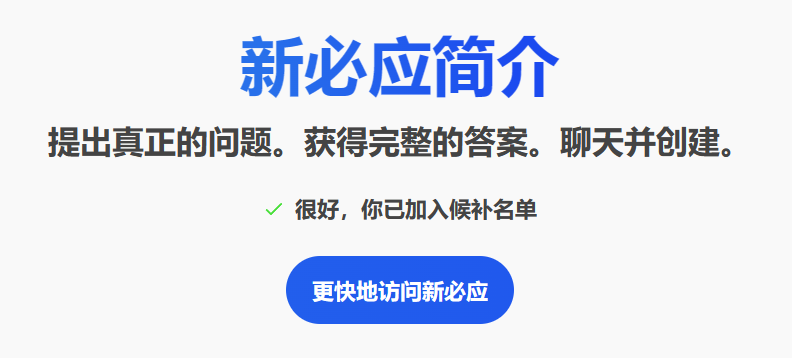 新必应简介
提出真正的问题。获得完整的答案。聊天并创建。
很好，你已加入候补名单
更快地访问新必应